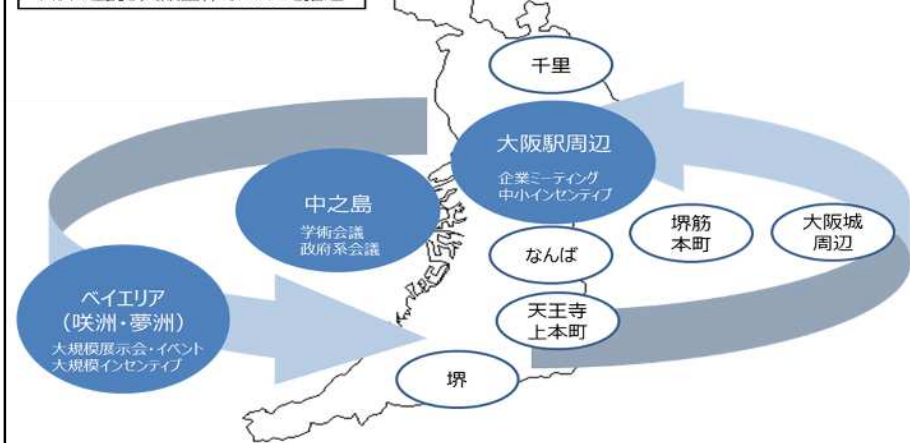 千里
大阪駅周辺
企業ミーティング
中小インセンティブ
中之島
学術会議
政府系会議
堺筋
本町
大阪城
周辺
なんば
ベイエリア
(咲洲・夢洲)
大規模展示会・イベント
大規模インセンティブ
天王寺
上本町
堺